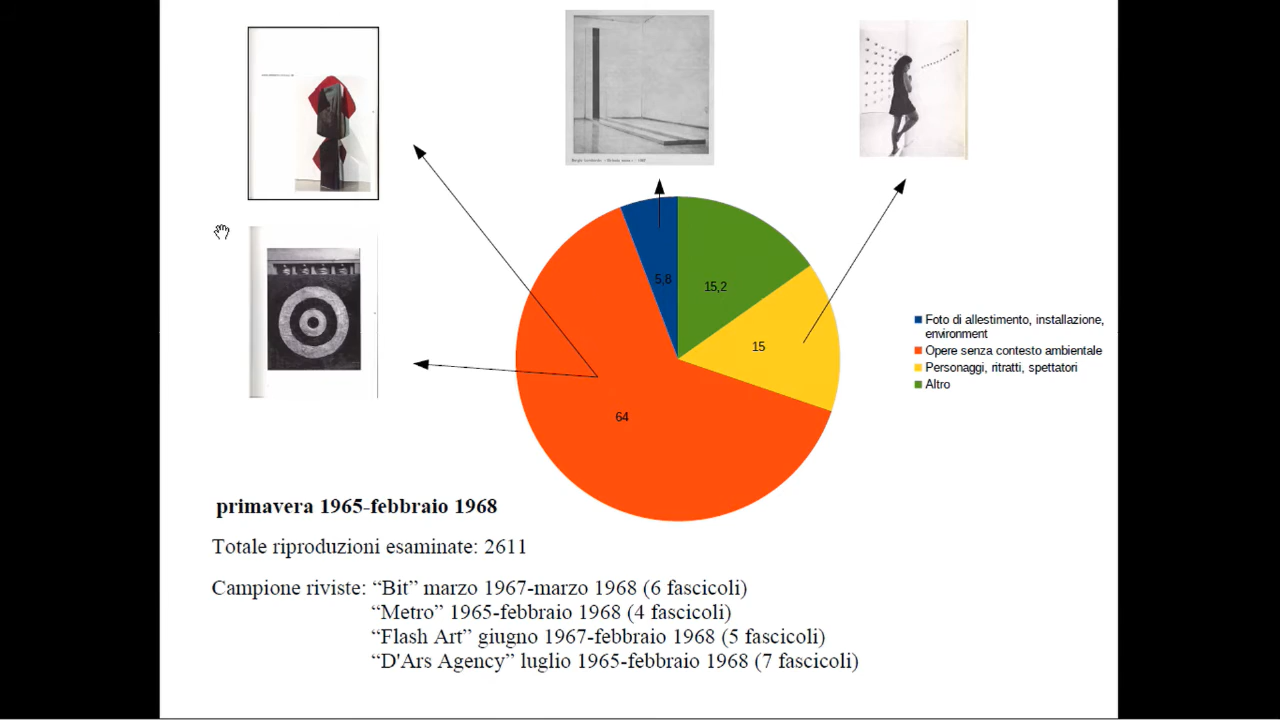 5,8
15,2
15
64
Foto di allestimento, installazione,
environment
Opere senza contesto ambientale
Personaggi, ritratti, spettatori
Altro
primavera 1965-febbraio 1968
Totale riproduzioni esaminate: 2611
Campione riviste: “Bit” marzo 1967-marzo 1968 (6 fascicoli)
“Metro” 1965-febbraio 1968 (4 fascicoli)
“Flash Art” giugno 1967-febbraio 1968 (5 fascicoli)
“D'Ars Agency” luglio 1965-febbraio 1968 (7 fascicoli)